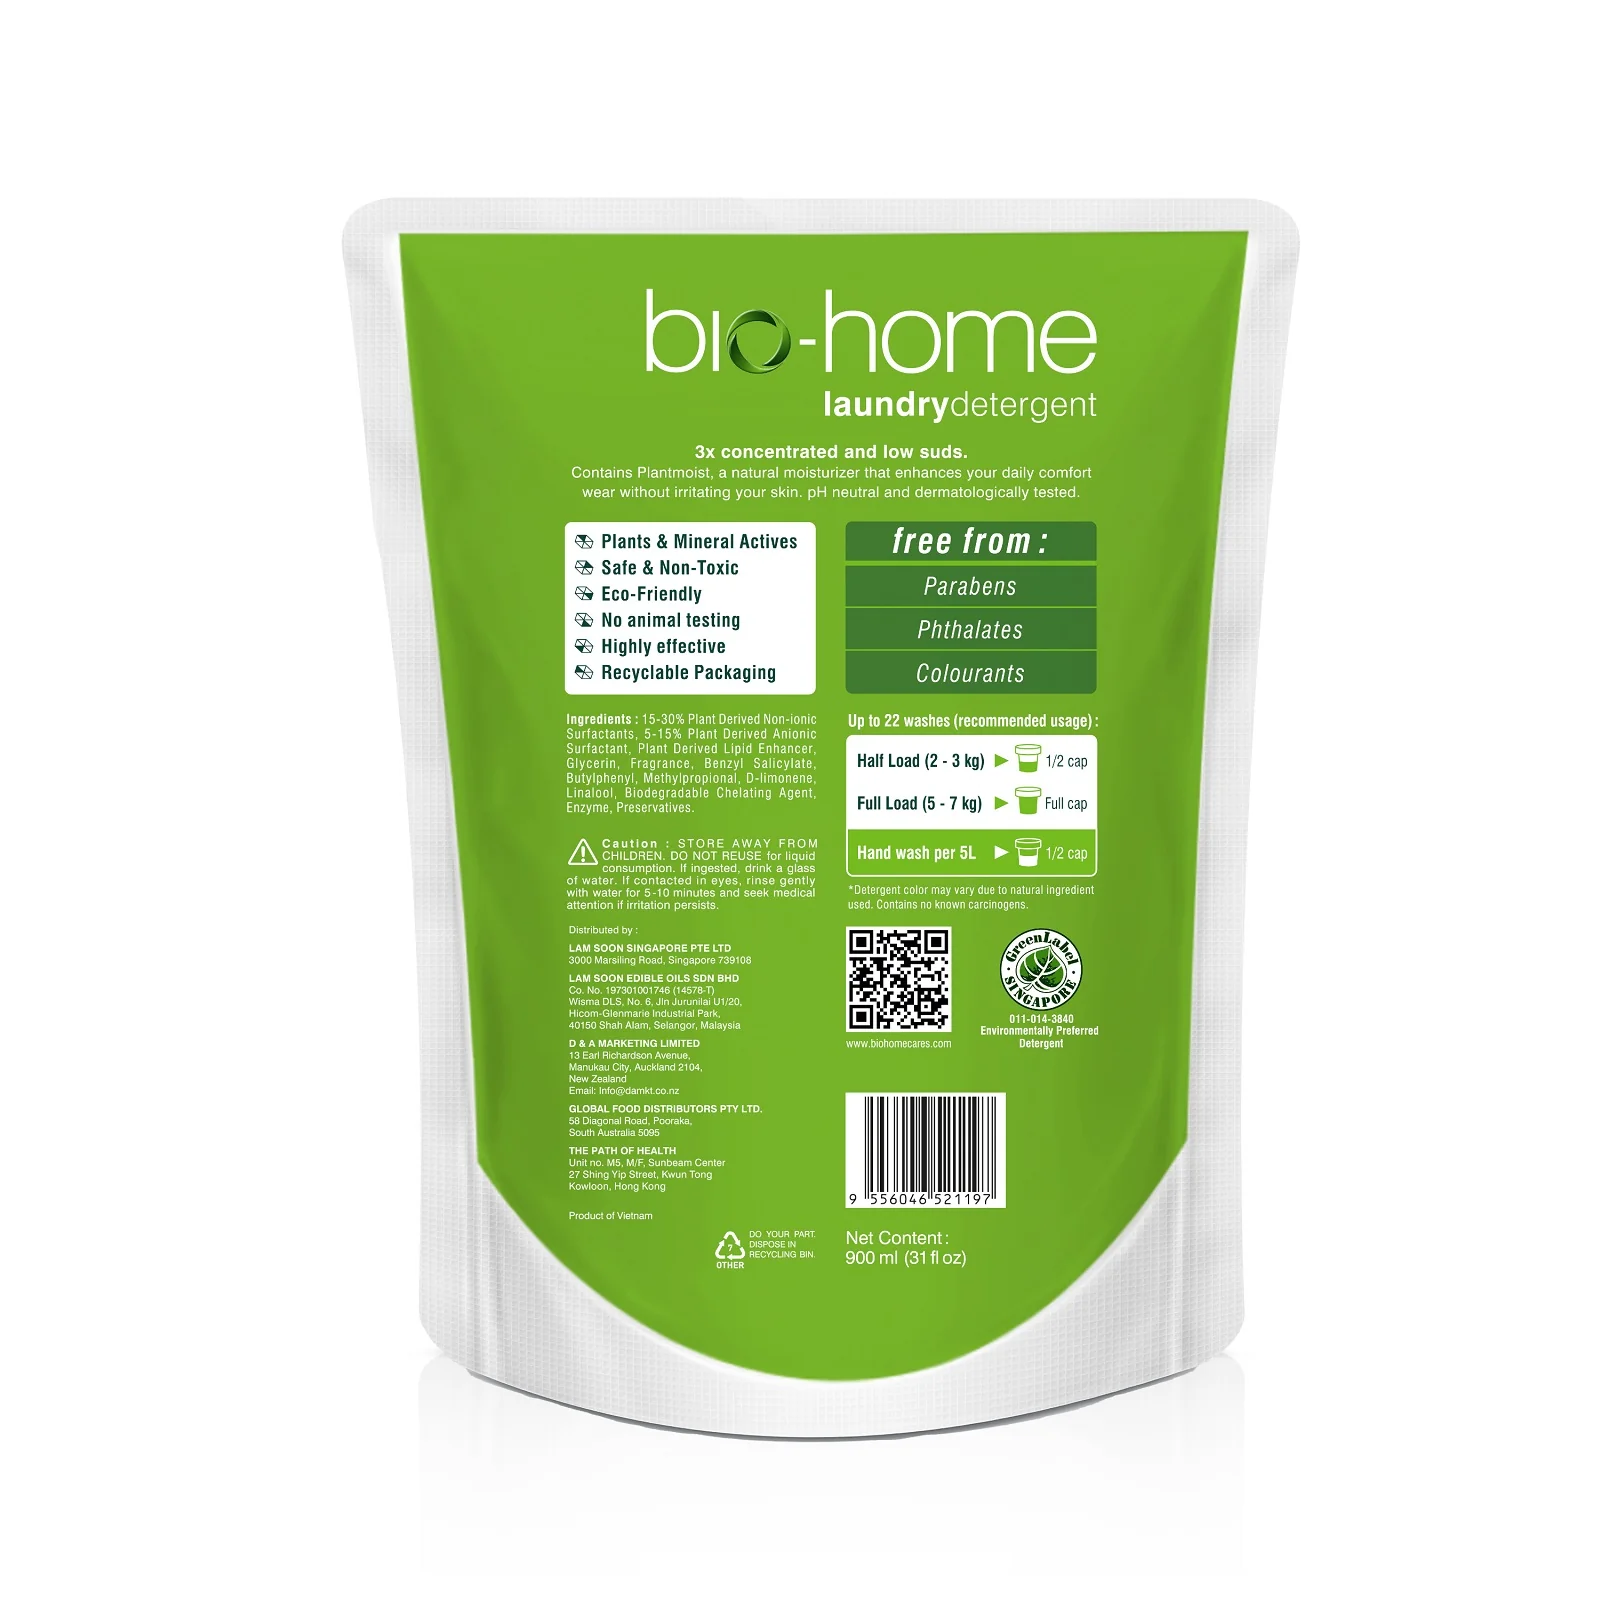 bio-home
laundrydetergent
3x concentrated and low suds.
Contains Plantmoist, a natural moisturizer that enhances your daily comfort
wear without irritating your skin. pH neutral and dermatologically tested.
Plants & Mineral Actives
Safe & Non-Toxic
Eco-Friendly
No animal testing
Highly effective
Recyclable Packaging
free from :
Parabens
Phthalates
Colourants
Ingredients : 15-30% Plant Derived Non-ionic
Surfactants, 5-15% Plant Derived Anionic
Surfactant, Plant Derived Lipid Enhancer,
Glycerin, Fragrance, Benzyl Salicylate,
Butylphenyl, Methylpropional, D-limonene,
Linalool, Biodegradable Chelating Agent,
Enzyme, Preservatives.
Caution : STORE AWAY FROM
CHILDREN. DO NOT REUSE for liquid
consumption. If ingested, drink a glass
of water. If contacted in eyes, rinse gently
with water for 5-10 minutes and seek medical
attention if irritation persists.
Distributed by :
LAM SOON SINGAPORE PTE LTD
3000 Marsiling Road, Singapore 739108
LAM SOON EDIBLE OILS SDN BHD
Co. No. 197301001746 (14578-T)
Wisma DLS, No. 6, Jln Jurunilai U1/20,
Hicom-Glenmarie Industrial Park,
40150 Shah Alam, Selangor, Malaysia
D & A MARKETING LIMITED
13 Earl Richardson Avenue,
Manukau City, Auckland 2104,
New Zealand
Email: Info@damkt.co.nz
GLOBAL FOOD DISTRIBUTORS PTY LTD.
58 Diagonal Road, Pooraka,
South Australia 5095
THE PATH OF HEALTH
Unit no. M5, M/F, Sunbeam Center
27 Shing Yip Street, Kwun Tong
Kowloon, Hong Kong
Product of Vietnam
7
OTHER
DO YOUR PART.
DISPOSE IN
RECYCLING BIN.
Up to 22 washes (recommended usage) :
Half Load (2 - 3 kg) 1/2 cap
Full Load (5 - 7 kg) Full cap
Hand wash per 5L 1/2 cap
*Detergent color may vary due to natural ingredient
used. Contains no known carcinogens.
www.biohomecares.com
GreenLabel
SINGAPORE
011-014-3840
Environmentally Preferred
Detergent
9 556046 521197
Net Content :
900 ml (31 fl oz)